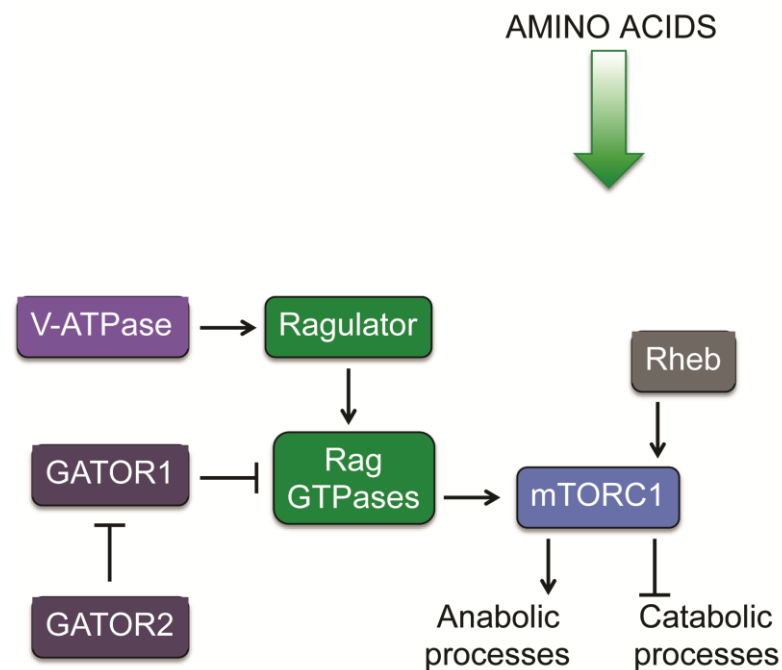 AMINO ACIDS
V-ATPase
Ragulator
Rheb
GATOR1
Rag
GTPases
mTORC1
GATOR2
Anabolic
processes
Catabolic
processes